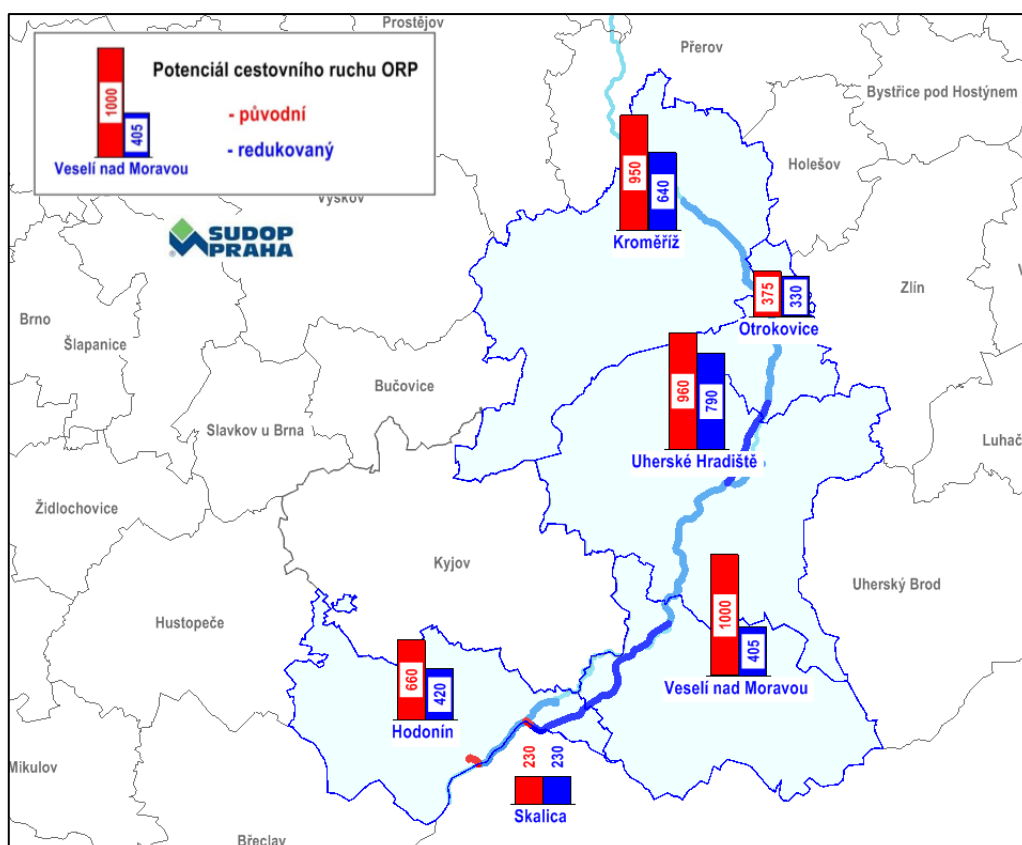 Prostějov
Přerov
Bystřice pod Hostýnem
Holešov
Potenciál cestovního ruchu ORP
- původní
- redukovaný
1000
405
Veselí nad Moravou
Vyškov
SUDOP
PRAHA
®
950
640
Kroměříž
375
330
Otrokovice
Zlín
Brno
Šlapanice
Bučovice
960
790
Uherské Hradiště
Slavkov u Brna
Luhač
Židlochovice
Kyjov
Uherský Brod
Hustopeče
1000
405
Veselí nad Moravou
660
420
Hodonín
230
230
Skalica
Mikulov
Břeclav